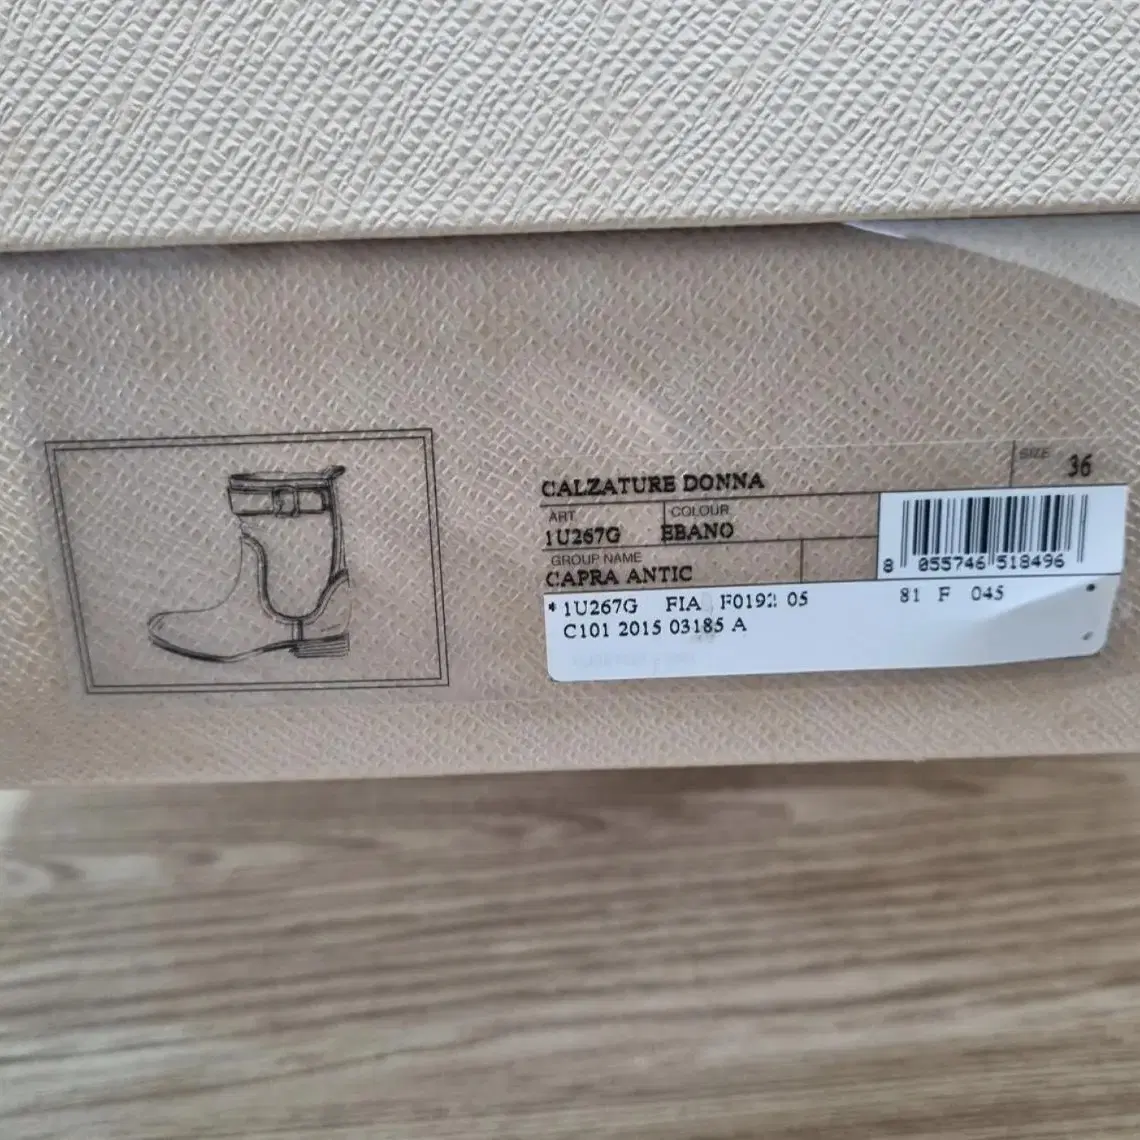 CALZATURE DONNA
SIZE 36
ART COLOUR
1U267G EBANO
GROUP NAME
CAPRA ANTIC
8 055746 518496
* 1U267G FIA F0192 05 81 F 045
C101 2015 03185 A